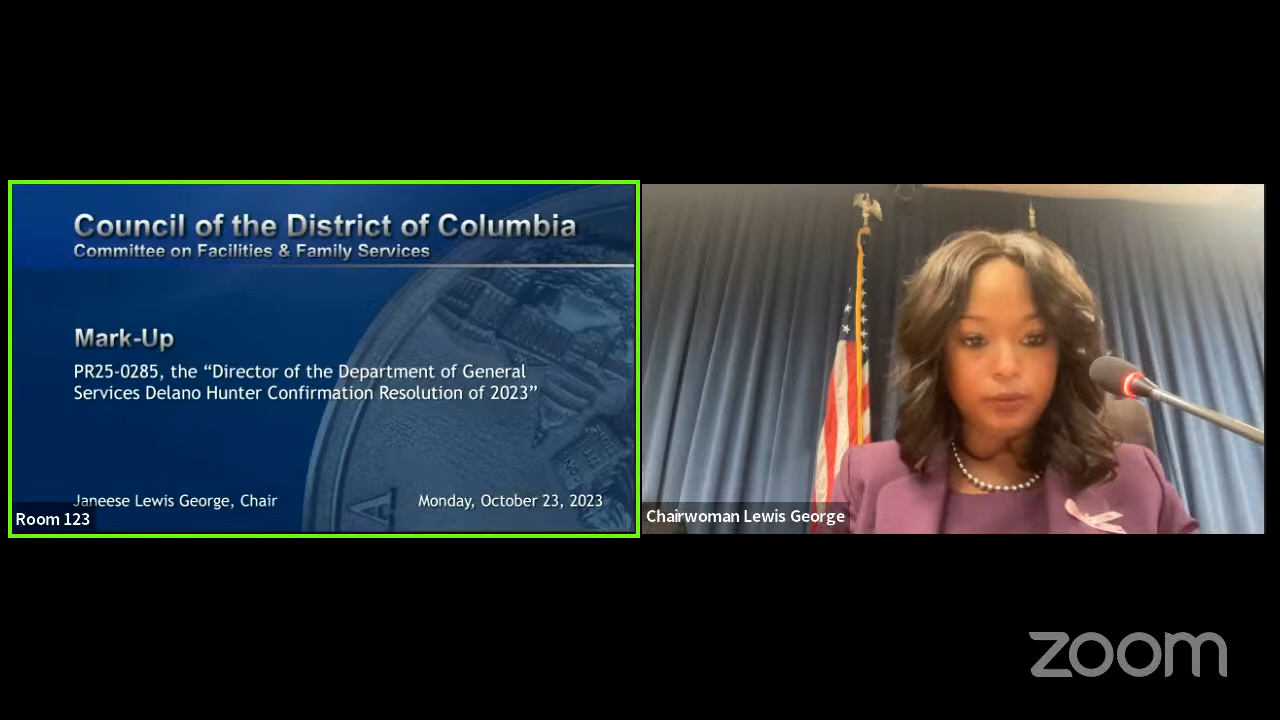 Council of the District of Columbia
Committee on Facilities & Family Services
Mark-Up
PR25-0285, the “Director of the Department of General
Services Delano Hunter Confirmation Resolution of 2023”
Janeese Lewis George, Chair
Monday, October 23, 2023
Room 123
Chairwoman Lewis George
zoom